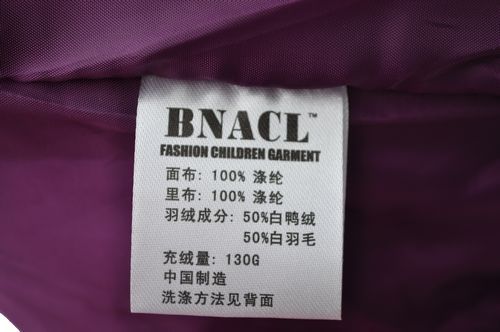 BNACL™
FASHION CHILDREN GARMENT
面布: 100% 涤纶
里布: 100% 涤纶
羽绒成分: 50%白鸭绒
50%白羽毛
充绒量: 130G
中国制造
洗涤方法见背面